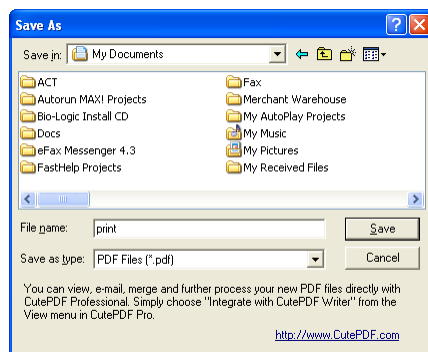 Save As
Save in: My Documents
ACT
Autorun MAX! Projects
Bio-Logic Install CD
Docs
eFax Messenger 4.3
FastHelp Projects
Fax
Merchant Warehouse
My AutoPlay Projects
My Music
My Pictures
My Received Files
File name: print Save
Save as type: PDF Files (*.pdf) Cancel
You can view, e-mail, merge and further process your new PDF files directly with
CutePDF Professional. Simply choose "Integrate with CutePDF Writer" from the
View menu in CutePDF Pro.
http://www.CutePDF.com